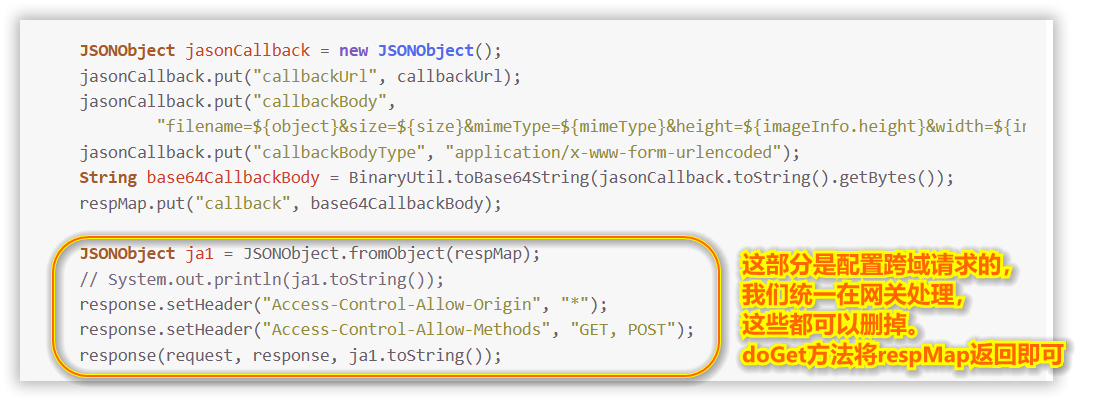 JSONObject jasonCallback = new JSONObject();
jasonCallback.put("callbackUrl", callbackUrl);
jasonCallback.put("callbackBody",
"filename=${object}&size=${size}&mimeType=${mimeType}&height=${imageInfo.height}&width=${in
jasonCallback.put("callbackBodyType", "application/x-www-form-urlencoded");
String base64CallbackBody = BinaryUtil.toBase64String(jasonCallback.toString().getBytes());
respMap.put("callback", base64CallbackBody);
JSONObject ja1 = JSONObject.fromObject(respMap);
// System.out.println(ja1.toString());
response.setHeader("Access-Control-Allow-Origin", "*");
response.setHeader("Access-Control-Allow-Methods", "GET, POST");
response(request, response, ja1.toString());
这部分是配置跨域请求的,
我们统一在网关处理,
这些都可以删掉。
doGet方法将respMap返回即可